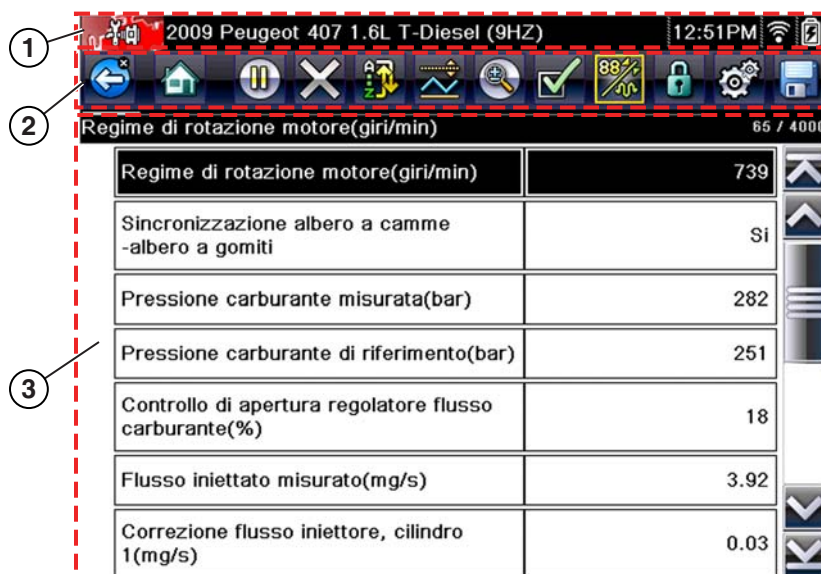 1
2009 Peugeot 407 1.6L T-Diesel (9HZ) 12:51PM
2
Regime di rotazione motore(giri/min) 65 / 4000
Regime di rotazione motore(giri/min) 739
Sincronizzazione albero a camme
-albero a gomiti Si
Pressione carburante misurata(bar) 282
Pressione carburante di riferimento(bar) 251
3
Controllo di apertura regolatore flusso
carburante(%) 18
Flusso iniettato misurato(mg/s) 3.92
Correzione flusso iniettore, cilindro
1(mg/s) 0.03